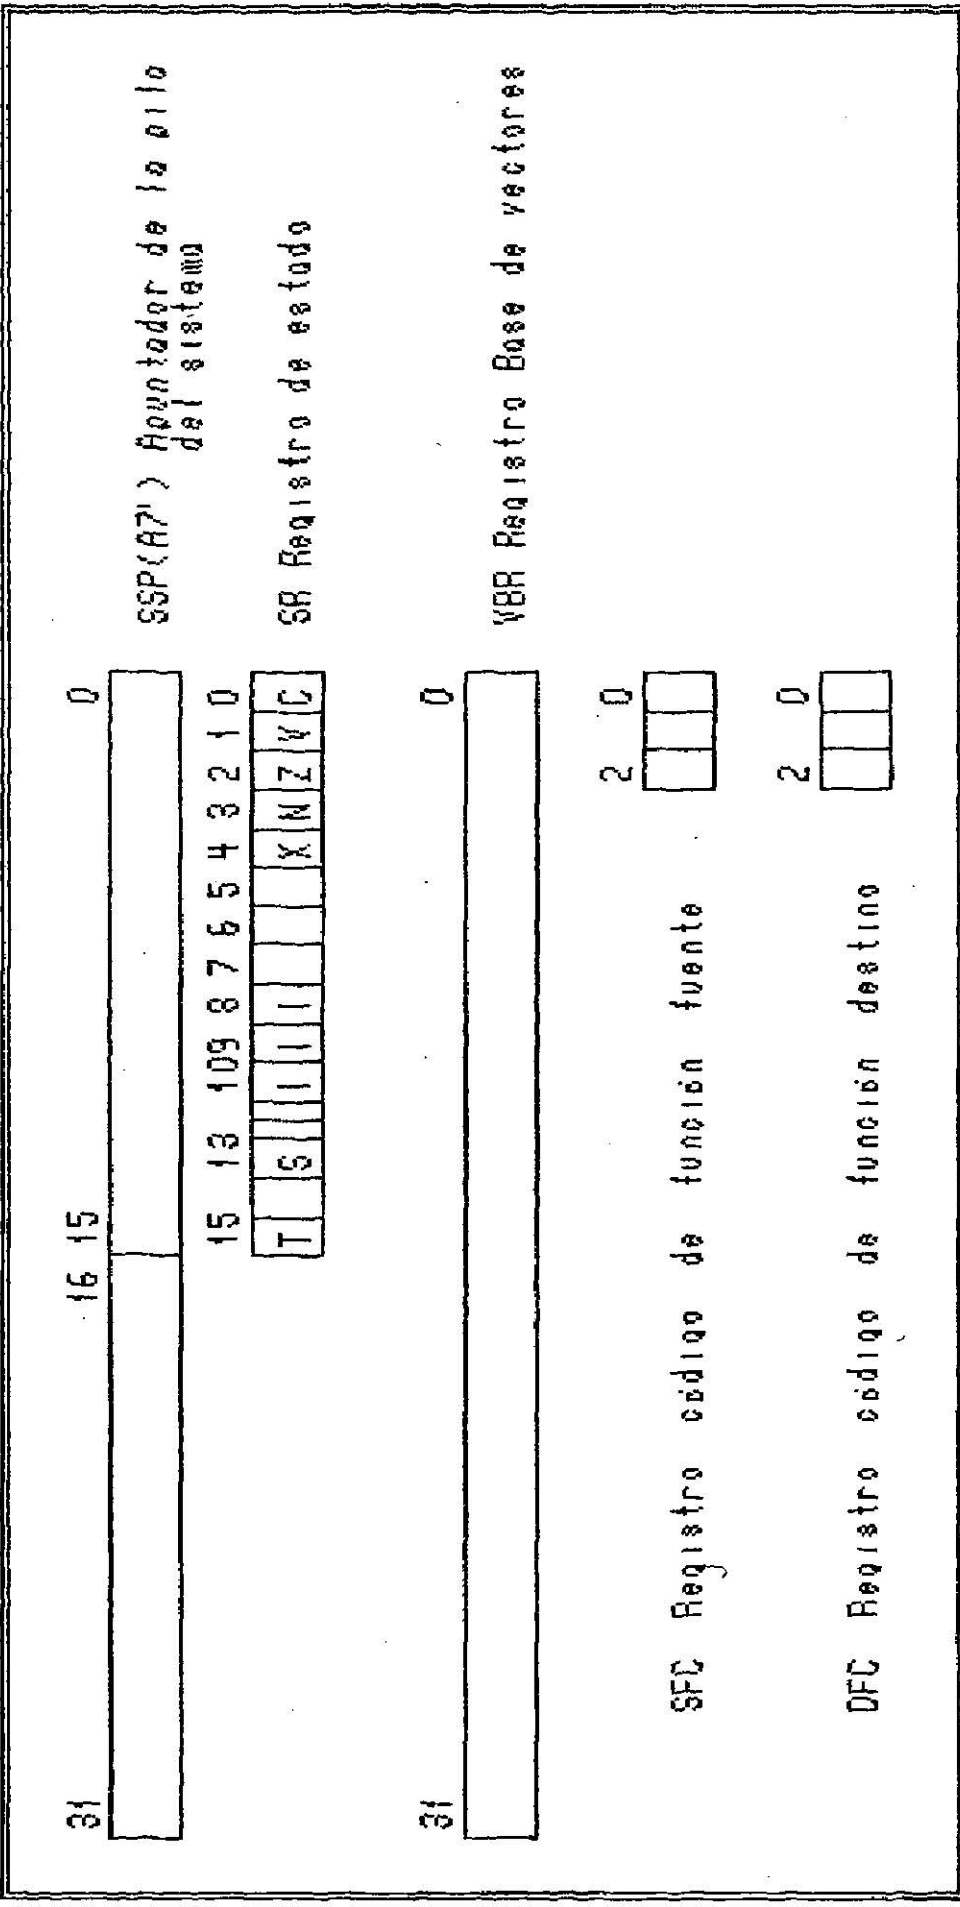 31 16 15 0
SSP(A7') Apuntador de la pila
del sistema
15 13 10 9 8 7 6 5 4 3 2 1 0
T S I I I X N Z V C
SR Registro de estado
31 0
VBR Registro Base de vectores
2 0
SFC Registro código de función fuente
2 0
DFC Registro código de función destino